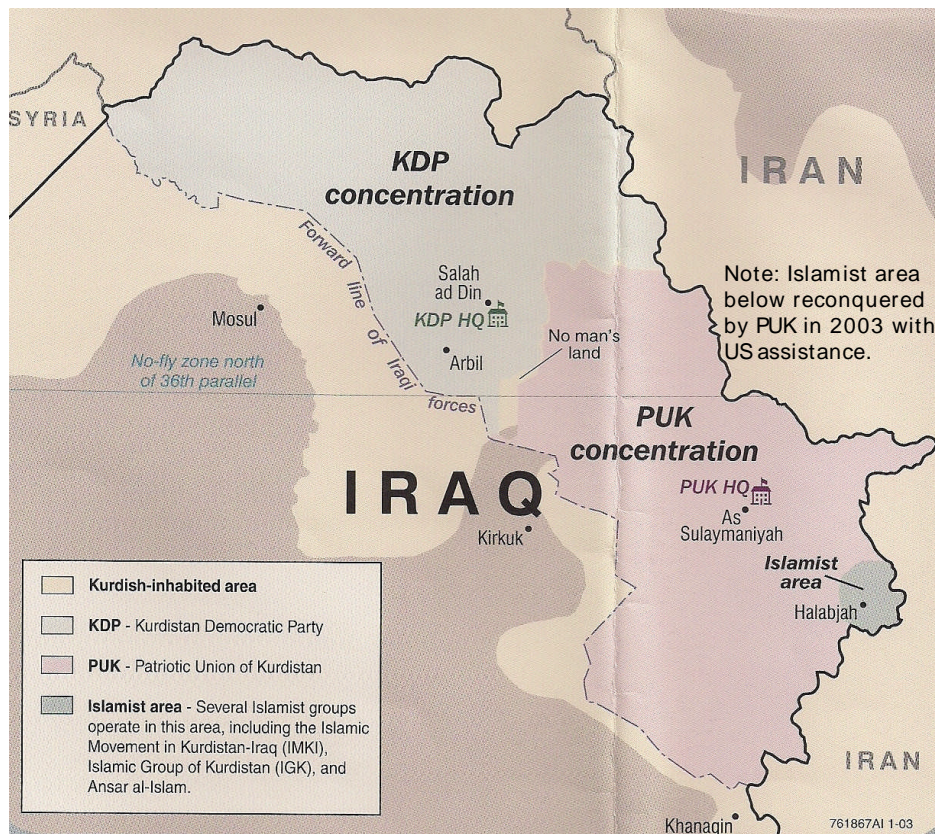 SYRIA
KDP
concentration
IRAN
Forward line of Iraqi forces
Salah
ad Din
KDP HQ
Arbil
Mosul
No-fly zone north
of 36th parallel
No man's
land
Note: Islamist area
below reconquered
by PUK in 2003 with
US assistance.
PUK
concentration
PUK HQ
As
Sulaymaniyah
IRAQ
Kirkuk
Islamist
area
Halabjah
Kurdish-inhabited area
KDP - Kurdistan Democratic Party
PUK - Patriotic Union of Kurdistan
Islamist area - Several Islamist groups
operate in this area, including the Islamic
Movement in Kurdistan-Iraq (IMKI),
Islamic Group of Kurdistan (IGK), and
Ansar al-Islam.
IRAN
Khanaqin
761867AI 1-03